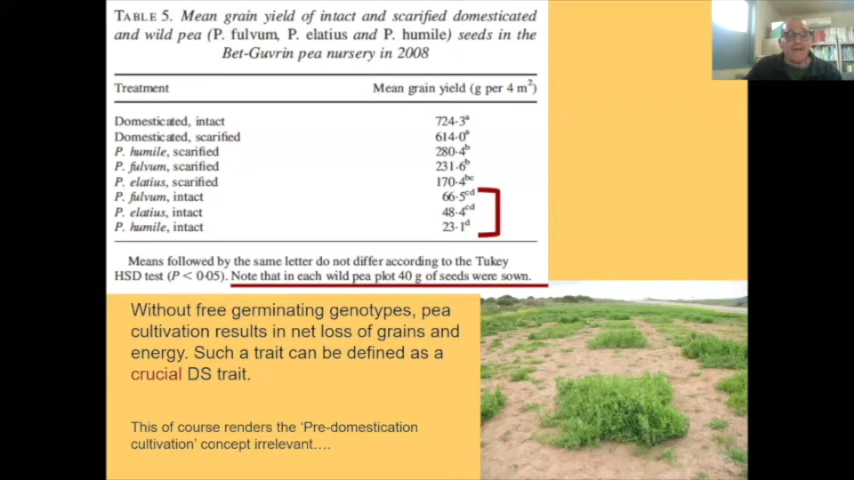 TABLE 5. Mean grain yield of intact and scarified domesticated
and wild pea (P. fulvum, P. elatius and P. humile) seeds in the
Bet-Guvrin pea nursery in 2008
Treatment Mean grain yield (g per 4 m²)
Domesticated, intact 724·3ᵃ
Domesticated, scarified 614·0ᵃ
P. humile, scarified 280·4ᵇ
P. fulvum, scarified 231·6ᵇ
P. elatius, scarified 170·4ᵇᶜ
P. fulvum, intact 66·5ᶜᵈ
P. elatius, intact 48·4ᶜᵈ
P. humile, intact 23·1ᵈ
Means followed by the same letter do not differ according to the Tukey
HSD test (P < 0·05). Note that in each wild pea plot 40 g of seeds were sown.
Without free germinating genotypes, pea
cultivation results in net loss of grains and
energy. Such a trait can be defined as a
crucial DS trait.
This of course renders the ‘Pre-domestication
cultivation’ concept irrelevant….